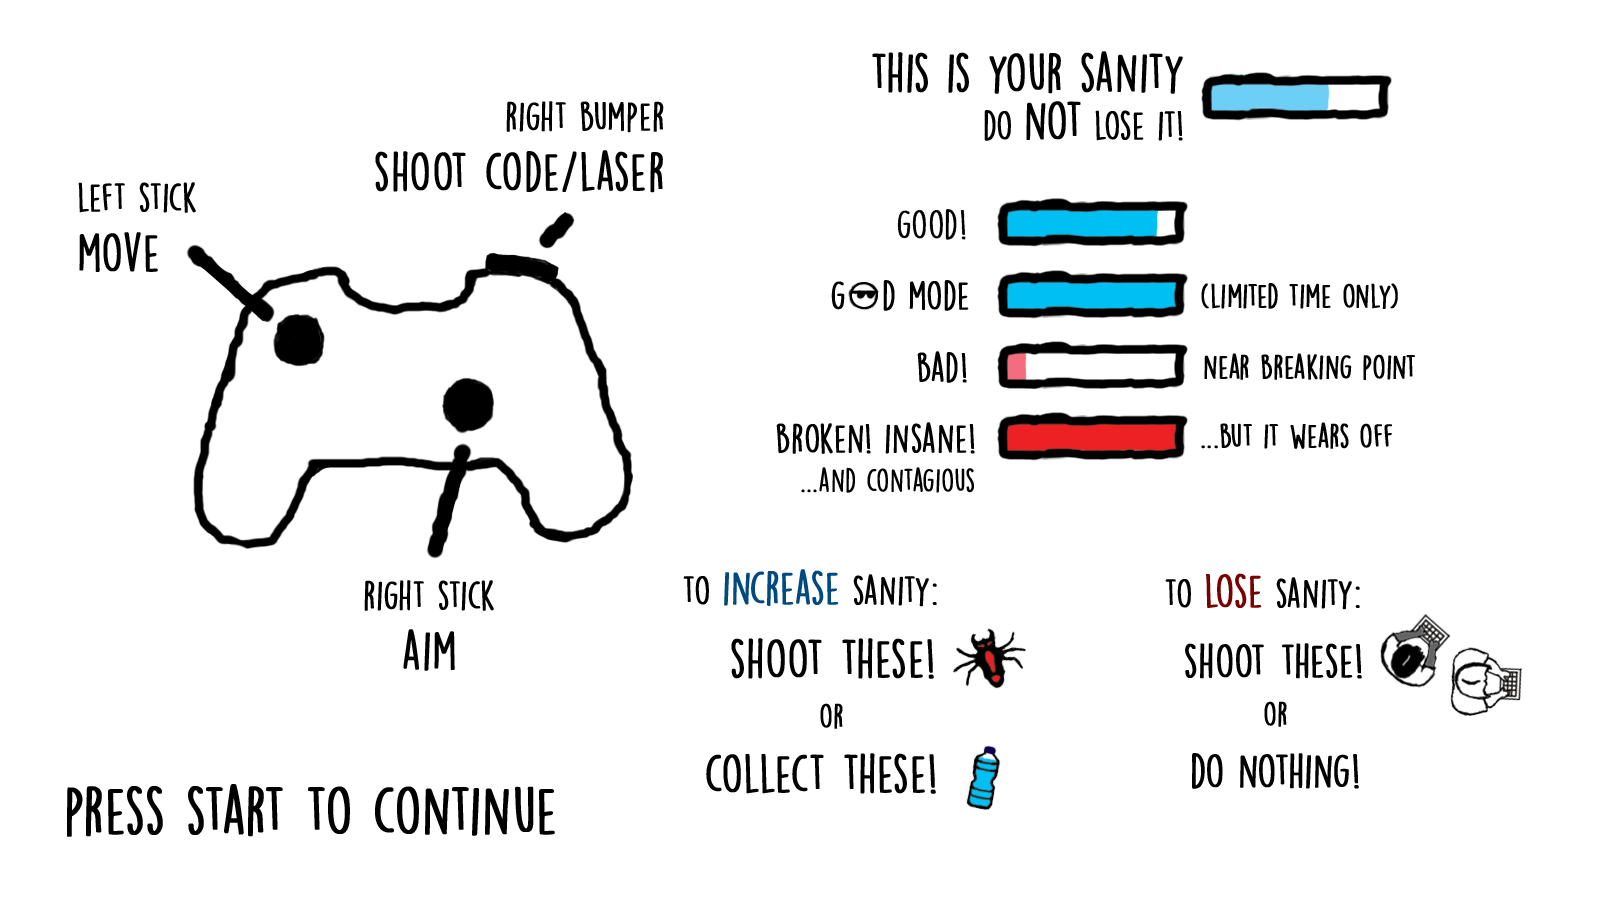 THIS IS YOUR SANITY
DO NOT LOSE IT!
RIGHT BUMPER
SHOOT CODE/LASER
LEFT STICK
MOVE
GOOD!
G😎D MODE (LIMITED TIME ONLY)
BAD! NEAR BREAKING POINT
BROKEN! INSANE! ...BUT IT WEARS OFF
...AND CONTAGIOUS
RIGHT STICK
AIM
TO INCREASE SANITY:
SHOOT THESE!
OR
COLLECT THESE!
TO LOSE SANITY:
SHOOT THESE!
OR
DO NOTHING!
PRESS START TO CONTINUE